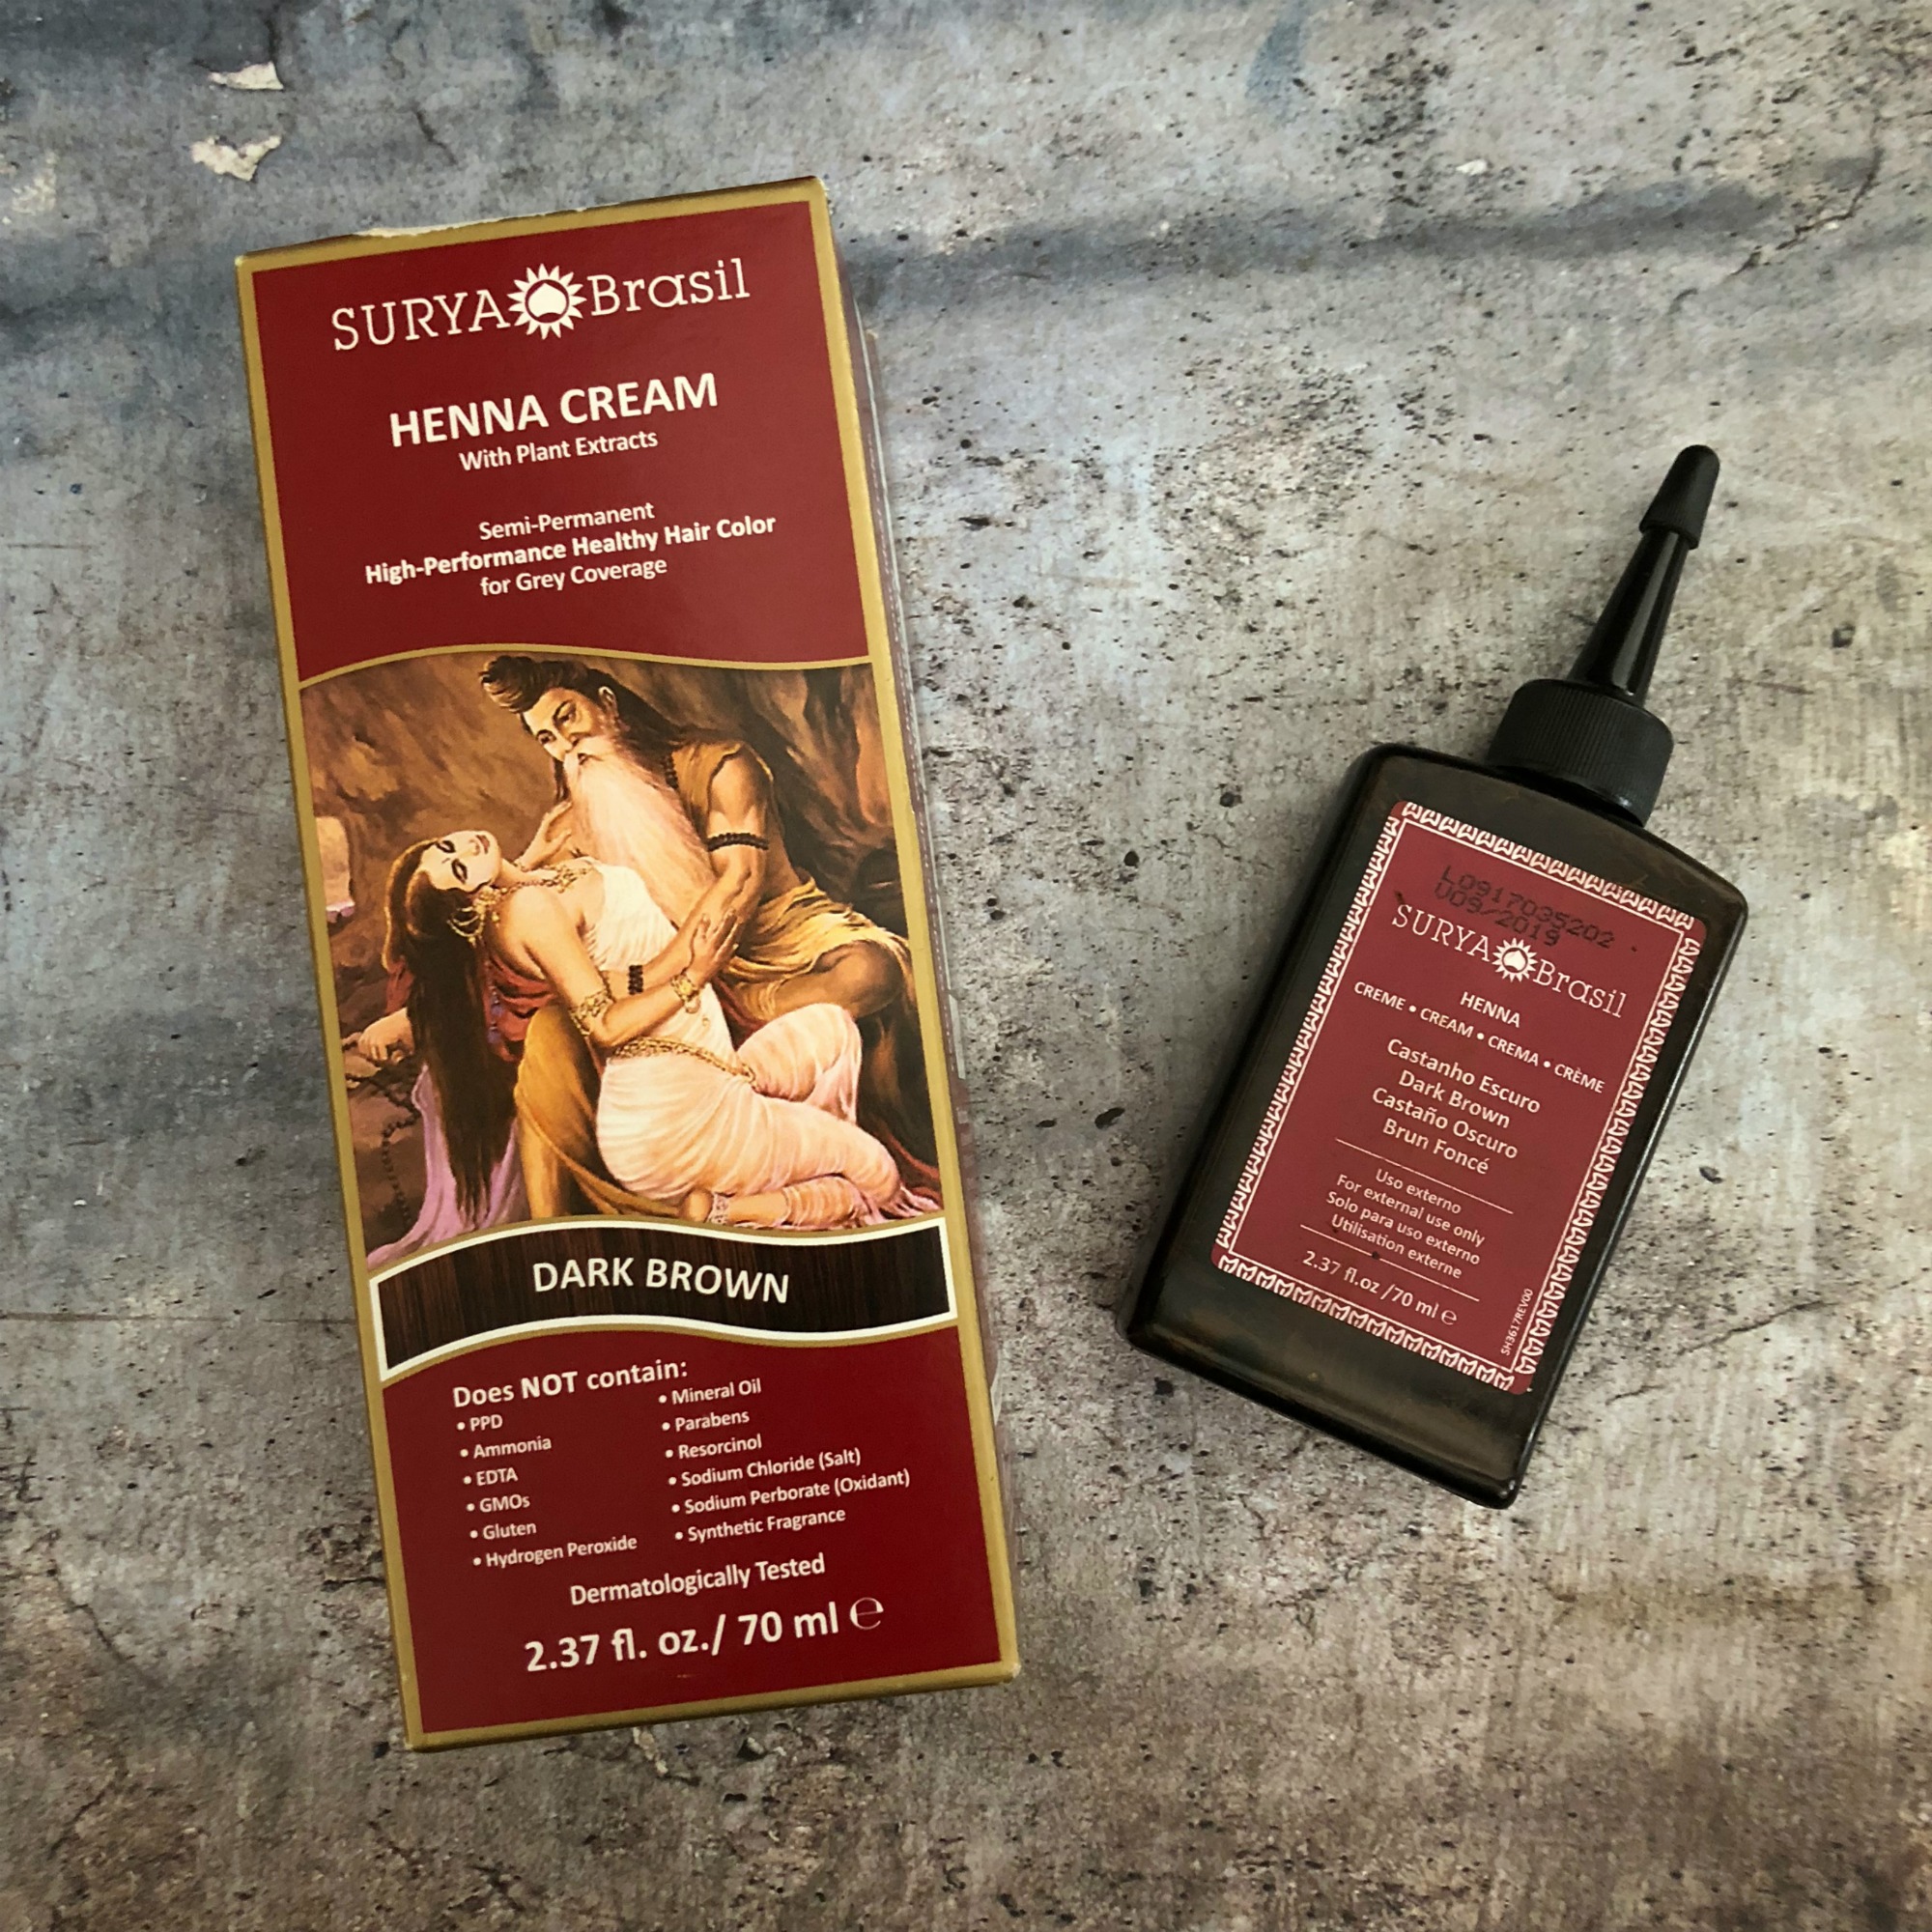 SURYA Brasil
HENNA CREAM
With Plant Extracts
Semi-Permanent
High-Performance Healthy Hair Color
for Grey Coverage
DARK BROWN
Does NOT contain:
• PPD
• Ammonia
• EDTA
• GMOs
• Gluten
• Hydrogen Peroxide
• Mineral Oil
• Parabens
• Resorcinol
• Sodium Chloride (Salt)
• Sodium Perborate (Oxidant)
• Synthetic Fragrance
Dermatologically Tested
2.37 fl. oz./ 70 ml ℮
L0917035202
V09/2019
SURYA Brasil
HENNA
CREME • CREAM • CREMA • CRÈME
Castanho Escuro
Dark Brown
Castaño Oscuro
Brun Foncé
Uso externo
For external use only
Solo para uso externo
Utilisation externe
2.37 fl.oz /70 ml ℮
SH3617REV00